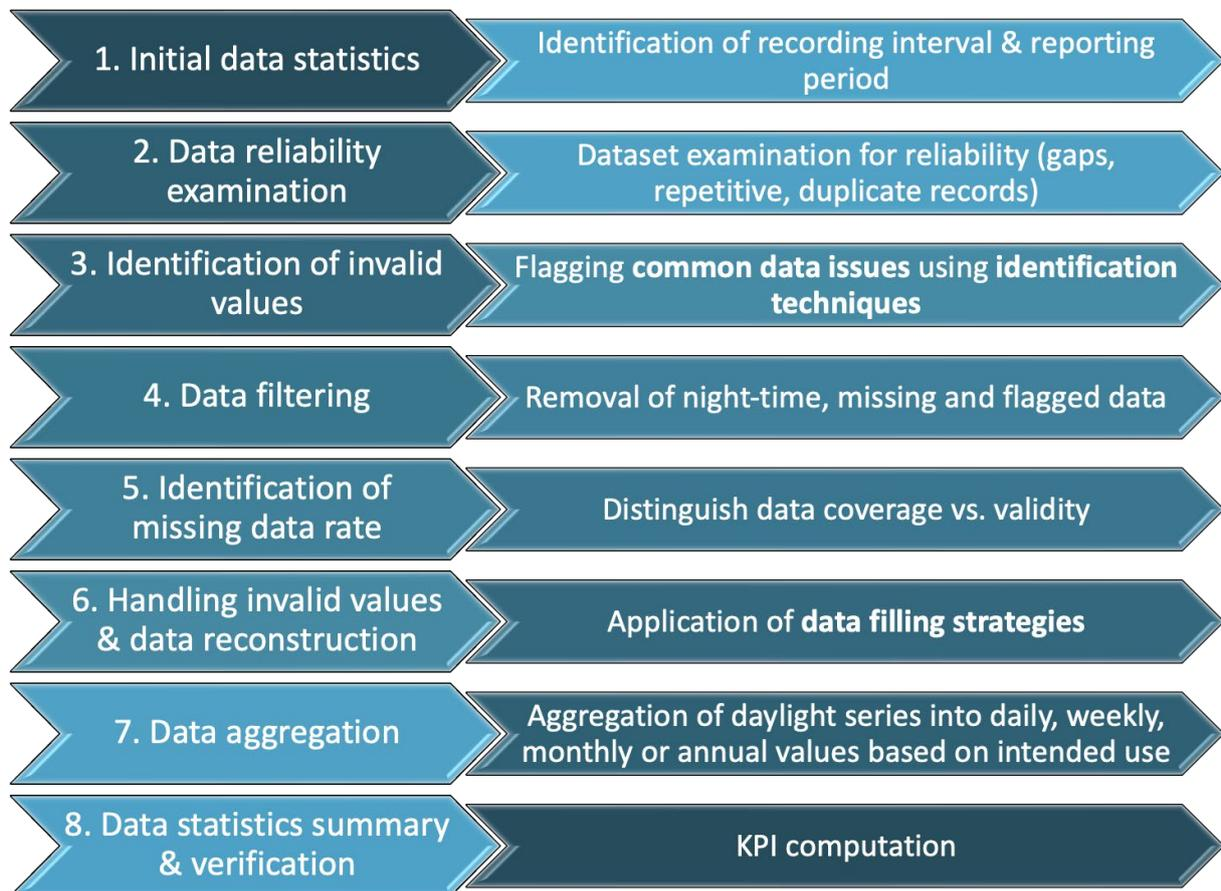 1. Initial data statistics
Identification of recording interval & reporting
period
2. Data reliability
examination
Dataset examination for reliability (gaps,
repetitive, duplicate records)
3. Identification of invalid
values
Flagging common data issues using identification
techniques
4. Data filtering
Removal of night-time, missing and flagged data
5. Identification of
missing data rate
Distinguish data coverage vs. validity
6. Handling invalid values
& data reconstruction
Application of data filling strategies
7. Data aggregation
Aggregation of daylight series into daily, weekly,
monthly or annual values based on intended use
8. Data statistics summary
& verification
KPI computation